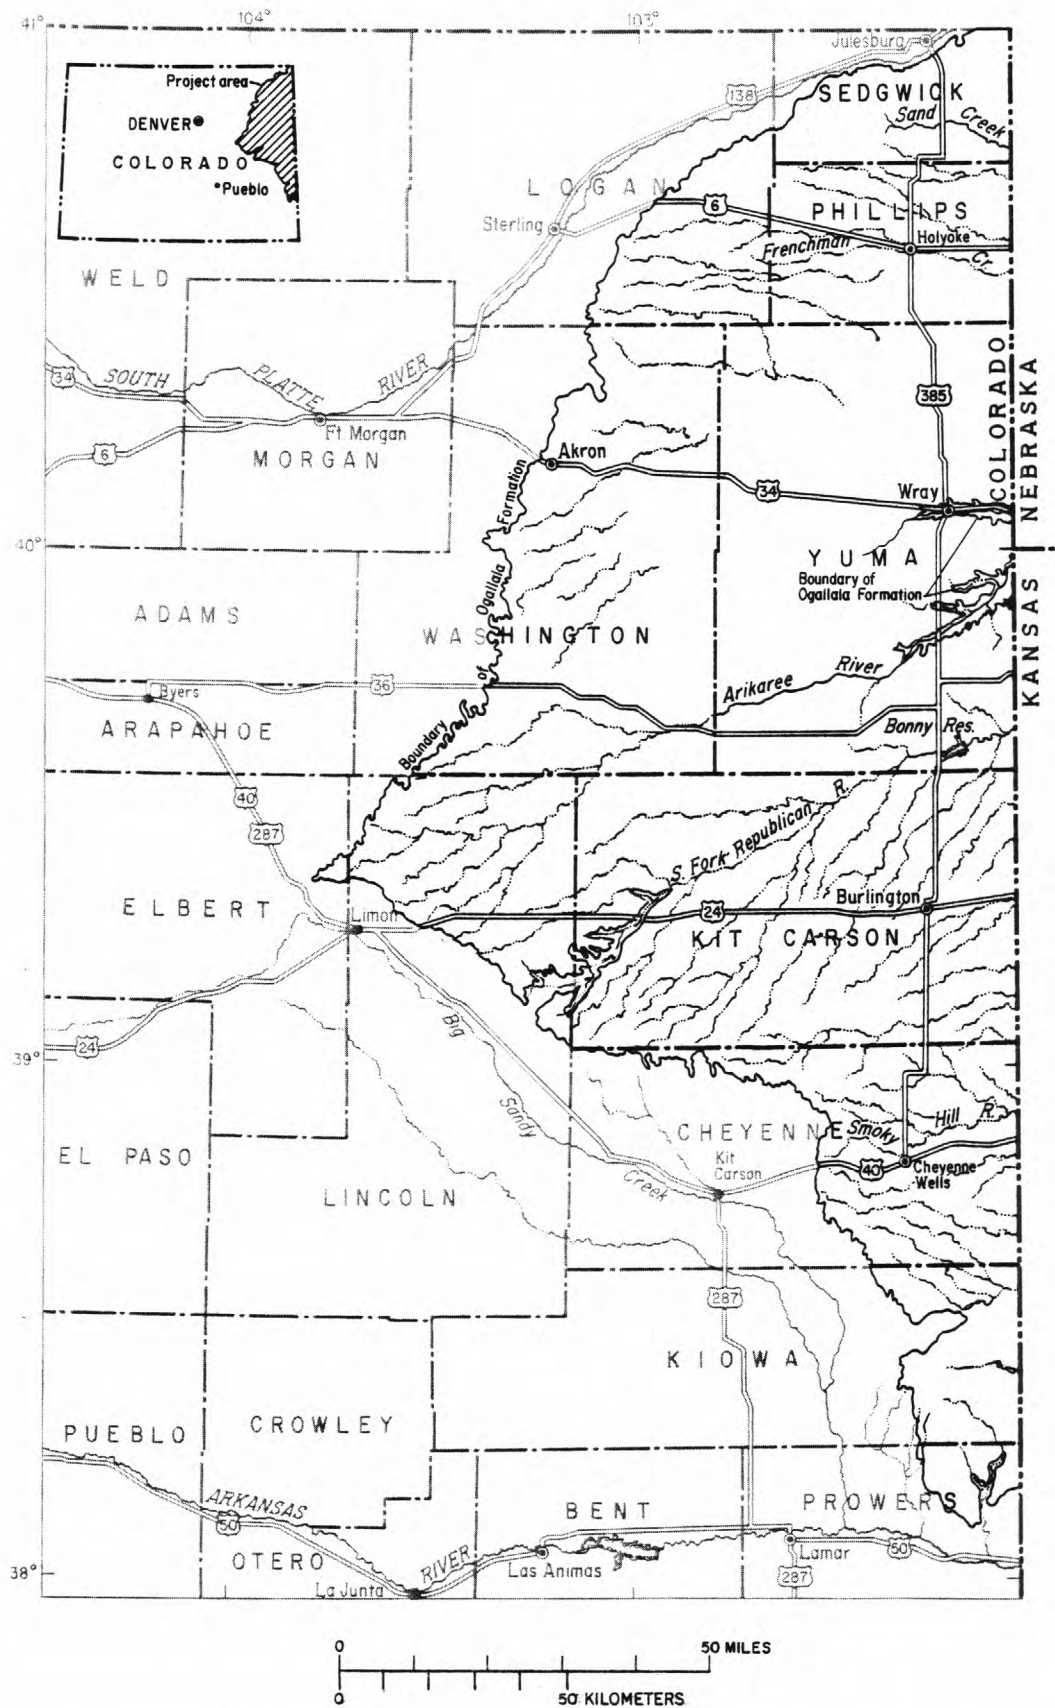 41°
104°
103°
Julesburg
Project area
DENVER
COLORADO
Pueblo
138
SEDGWICK
Sand Creek
LOGAN
6
PHILLIPS
Sterling
Frenchman Cr.
Holyoke
WELD
34
SOUTH PLATTE RIVER
385
COLORADO
NEBRASKA
Ft. Morgan
6
MORGAN
Akron
34
Wray
40°
YUMA
Boundary of
Ogallala Formation
KANSAS
ADAMS
WASHINGTON
Boundary of Ogallala Formation
Byers
36
Arikaree River
ARAPAHOE
Bonny Res.
40
287
S. Fork Republican R.
ELBERT
Limon
24
Burlington
KIT CARSON
Big Sandy Creek
24
39°
CHEYENNE
Smoky Hill R.
EL PASO
Kit
Carson
40
Cheyenne
Wells
LINCOLN
287
KIOWA
PUEBLO
CROWLEY
ARKANSAS RIVER
50
BENT
PROWERS
38°
OTERO
La Junta
Las Animas
Lamar
50
287
0
50 MILES
0
50 KILOMETERS